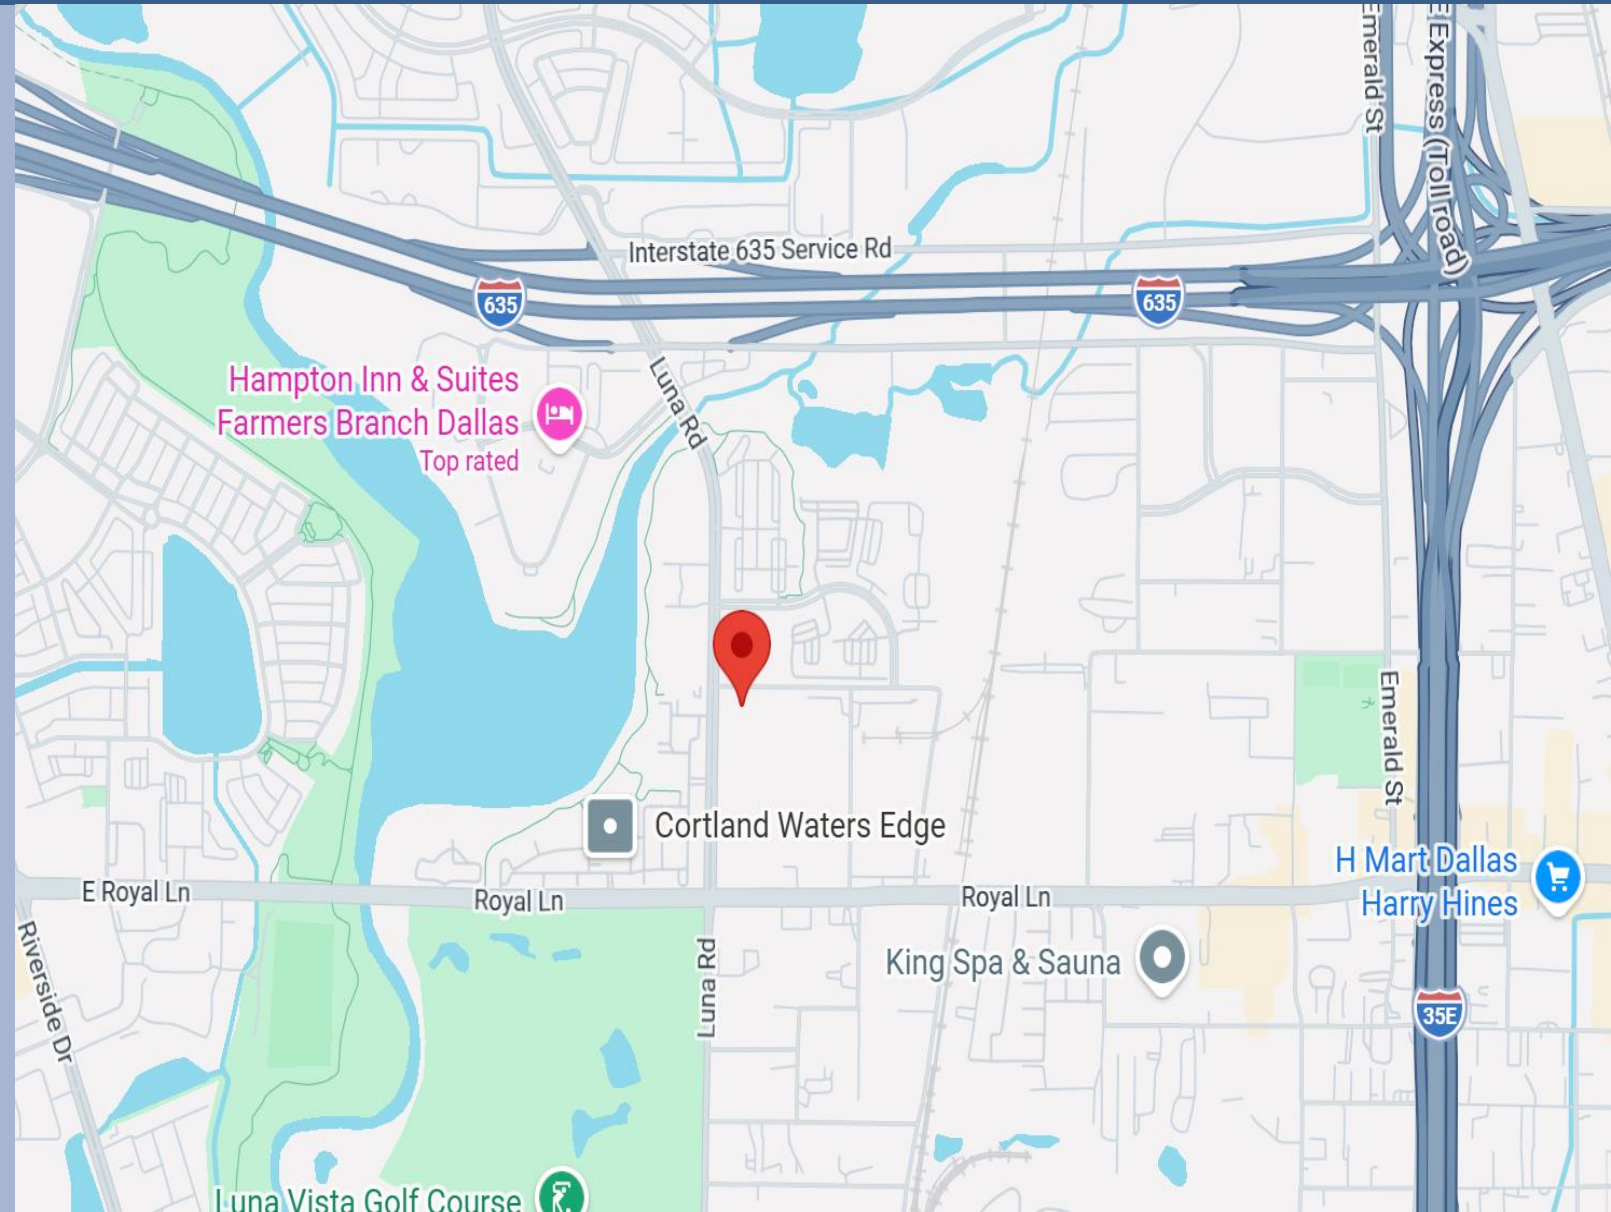 Emerald St
E Express (Toll road)
Interstate 635 Service Rd
635
635
Hampton Inn & Suites
Farmers Branch Dallas
Top rated
Luna Rd
Emerald St
Cortland Waters Edge
H Mart Dallas
Harry Hines
E Royal Ln
Royal Ln
Royal Ln
Riverside Dr
Luna Rd
King Spa & Sauna
35E
Luna Vista Golf Course